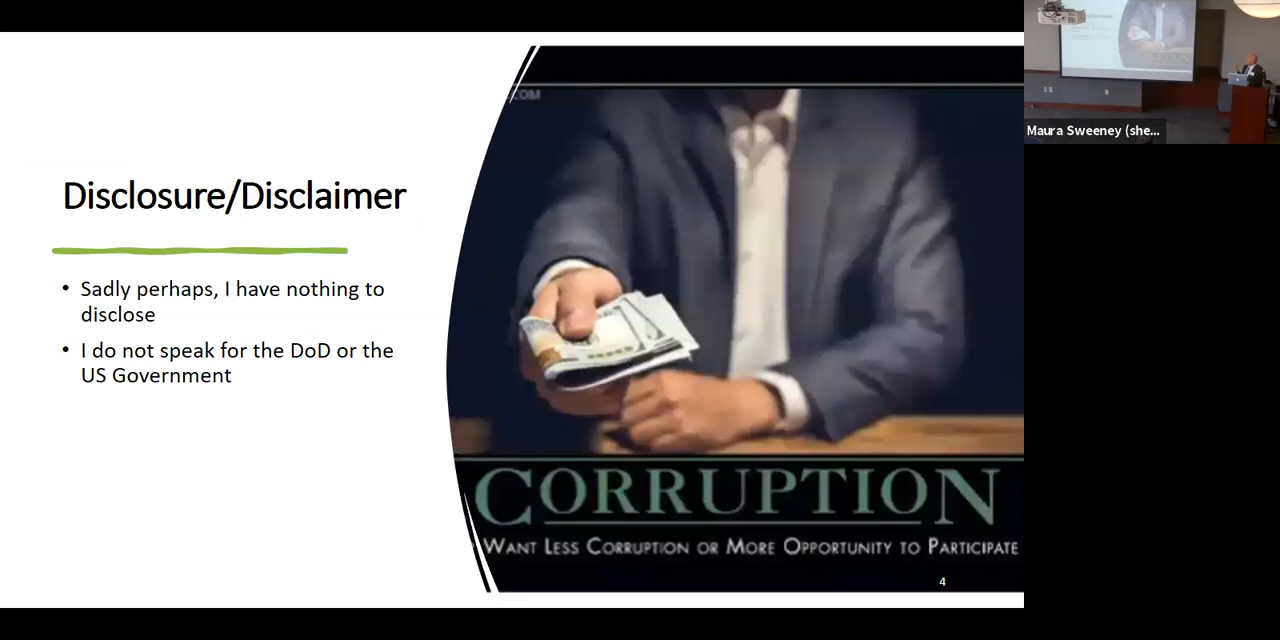 Disclosure/Disclaimer
• Sadly perhaps, I have nothing to
disclose
• I do not speak for the DoD or the
US Government
.COM
CORRUPTION
WANT LESS CORRUPTION OR MORE OPPORTUNITY TO PARTICIPATE
4
Maura Sweeney (she...